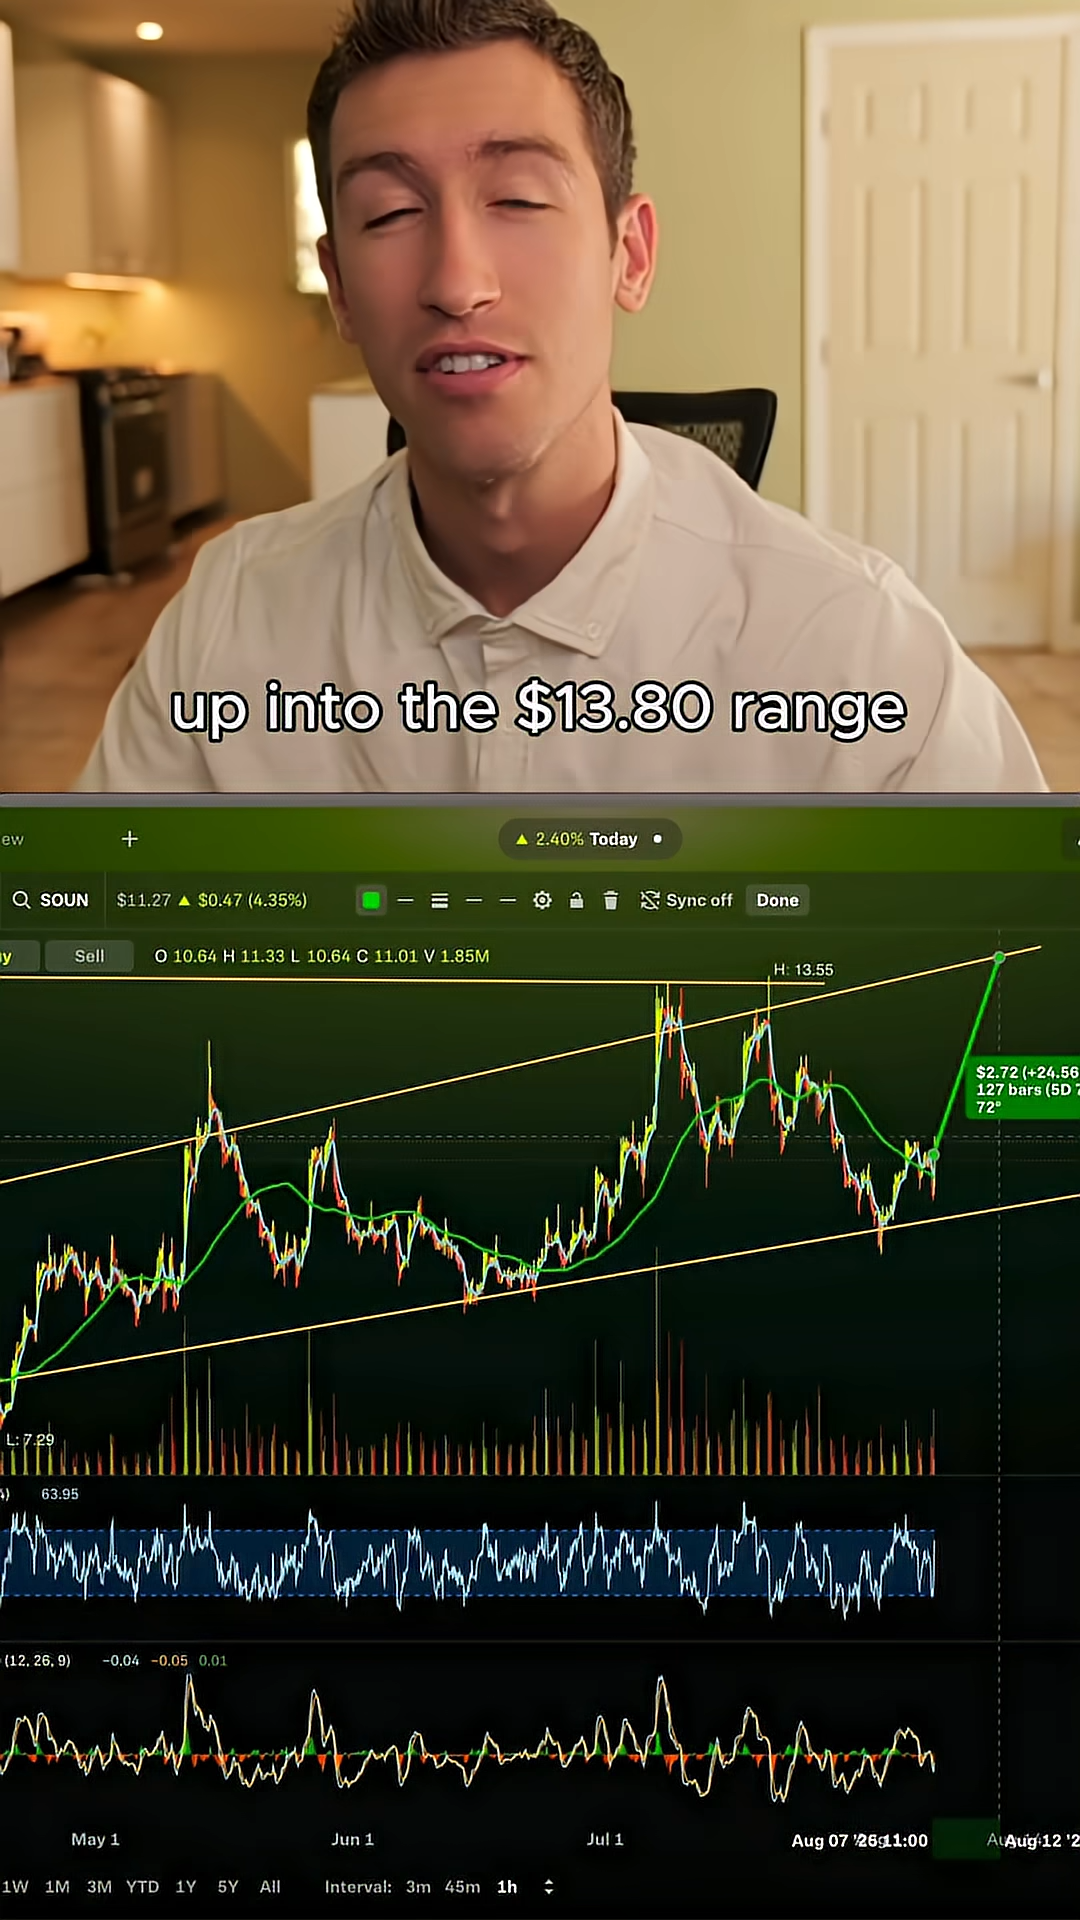 up into the $13.80 range
ew + ▲ 2.40% Today
SOUN $11.27 ▲ $0.47 (4.35%) Sync off Done
y Sell O 10.64 H 11.33 L 10.64 C 11.01 V 1.85M
H: 13.55
$2.72 (+24.56
127 bars (5D 7
72°
L: 7.29
4) 63.95
(12, 26, 9) −0.04 −0.05 0.01
May 1 Jun 1 Jul 1 Aug 07 11:00 Aug 12
1W 1M 3M YTD 1Y 5Y All Interval: 3m 45m 1h